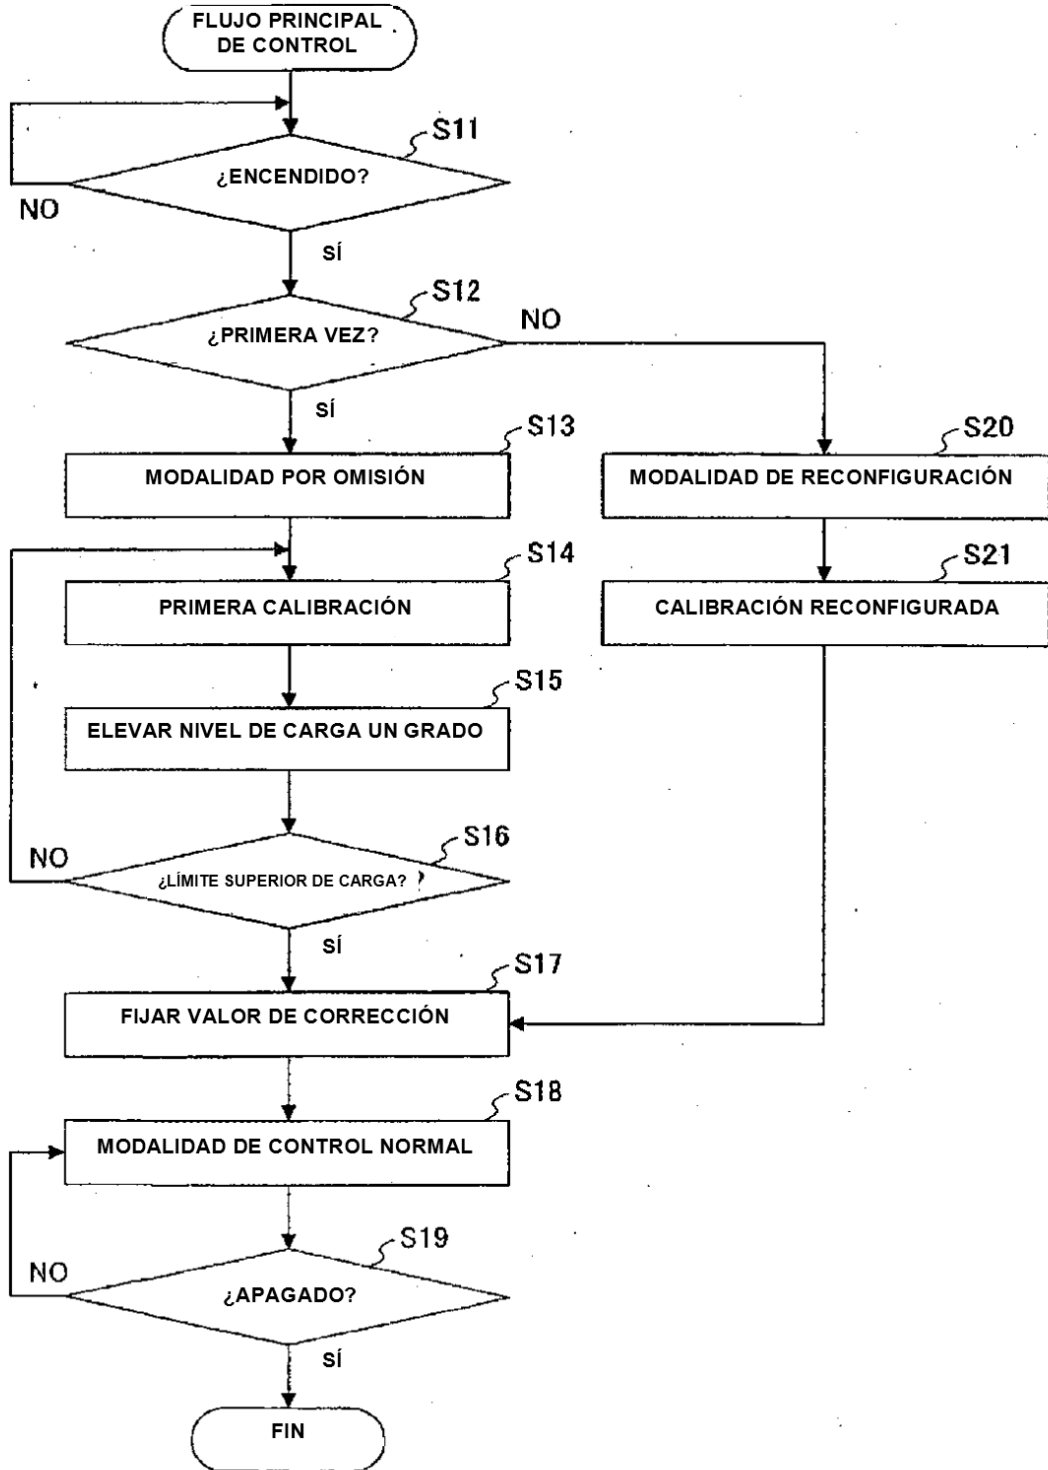 FLUJO PRINCIPAL
DE CONTROL
S11
¿ENCENDIDO?
NO
SÍ
S12
¿PRIMERA VEZ?
NO
SÍ
S13
MODALIDAD POR OMISIÓN
S20
MODALIDAD DE RECONFIGURACIÓN
S14
PRIMERA CALIBRACIÓN
S21
CALIBRACIÓN RECONFIGURADA
S15
ELEVAR NIVEL DE CARGA UN GRADO
S16
NO
¿LÍMITE SUPERIOR DE CARGA? ?
SÍ
S17
FIJAR VALOR DE CORRECCIÓN
S18
MODALIDAD DE CONTROL NORMAL
S19
NO
¿APAGADO?
SÍ
FIN